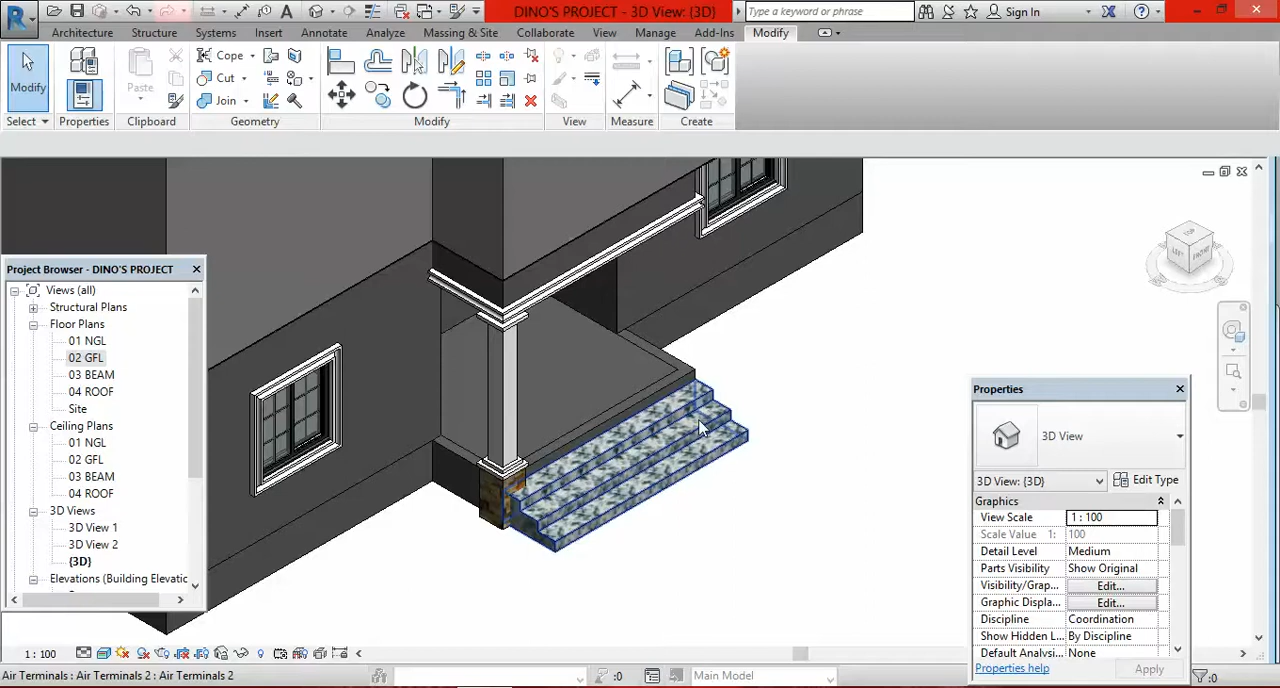 DINO'S PROJECT - 3D View: {3D}
Type a keyword or phrase
Sign In
Architecture Structure Systems Insert Annotate Analyze Massing & Site Collaborate View Manage Add-Ins Modify
Modify
Paste
Cope
Cut
Join
Select Properties Clipboard Geometry Modify View Measure Create
Project Browser - DINO'S PROJECT
Views (all)
Structural Plans
Floor Plans
01 NGL
02 GFL
03 BEAM
04 ROOF
Site
Ceiling Plans
01 NGL
02 GFL
03 BEAM
04 ROOF
3D Views
3D View 1
3D View 2
{3D}
Elevations (Building Elevatic
TOP
LEFT
FRONT
Properties
3D View
3D View: {3D}
Edit Type
Graphics
View Scale 1 : 100
Scale Value 1: 100
Detail Level Medium
Parts Visibility Show Original
Visibility/Grap... Edit...
Graphic Displa... Edit...
Discipline Coordination
Show Hidden L... By Discipline
Default Analysi... None
Properties help
Apply
1 : 100
Air Terminals : Air Terminals 2 : Air Terminals 2
:0
Main Model
:0